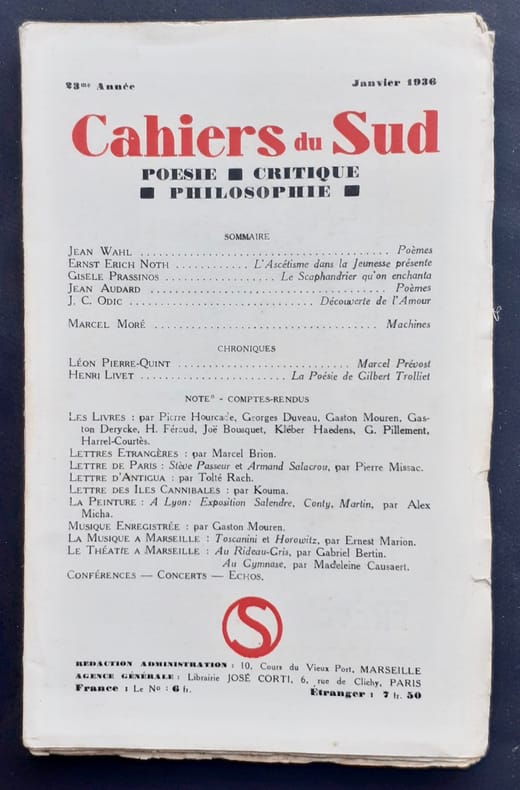 23me Année Janvier 1936
Cahiers du Sud
POESIE ■ CRITIQUE
■ PHILOSOPHIE ■
SOMMAIRE
JEAN WAHL ........ Poèmes
ERNST ERICH NOTH ........ L'Ascétisme dans la Jeunesse présente
GISELE PRASSINOS ........ Le Scaphandrier qu'on enchanta
JEAN AUDARD ........ Poèmes
J. C. ODIC ........ Découverte de l'Amour
MARCEL MORÉ ........ Machines
CHRONIQUES
LÉON PIERRE-QUINT ........ Marcel Prévost
HENRI LIVET ........ La Poésie de Gilbert Trolliet
NOTES - COMPTES-RENDUS
LES LIVRES : par Pierre Hourcade, Georges Duveau, Gaston Mouren, Gas-
ton Derycke, H. Féraud, Joë Bousquet, Kléber Haedens, G. Pillement,
Harrel-Courtès.
LETTRES ETRANGÈRES : par Marcel Brion.
LETTRE DE PARIS : Stève Passeur et Armand Salacrou, par Pierre Missac.
LETTRE D'ANTIGUA : par Tolté Rach.
LETTRE DES ILES CANNIBALES : par Kouma.
LA PEINTURE : A Lyon: Exposition Salendre, Conty, Martin, par Alex
Micha.
MUSIQUE ENREGISTRÉE : par Gaston Mouren.
LA MUSIQUE A MARSEILLE : Toscanini et Horowitz, par Ernest Marion.
LE THÉATRE A MARSEILLE : Au Rideau-Gris, par Gabriel Bertin.
Au Gymnase, par Madeleine Causaert.
CONFÉRENCES — CONCERTS — ECHOS.
S
REDACTION ADMINISTRATION : 10, Cours du Vieux Port, MARSEILLE
AGENCE GÉNÉRALE : Librairie JOSÉ CORTI, 6, rue de Clichy, PARIS
France : Le No : 6 fr. Étranger : 7 fr. 50